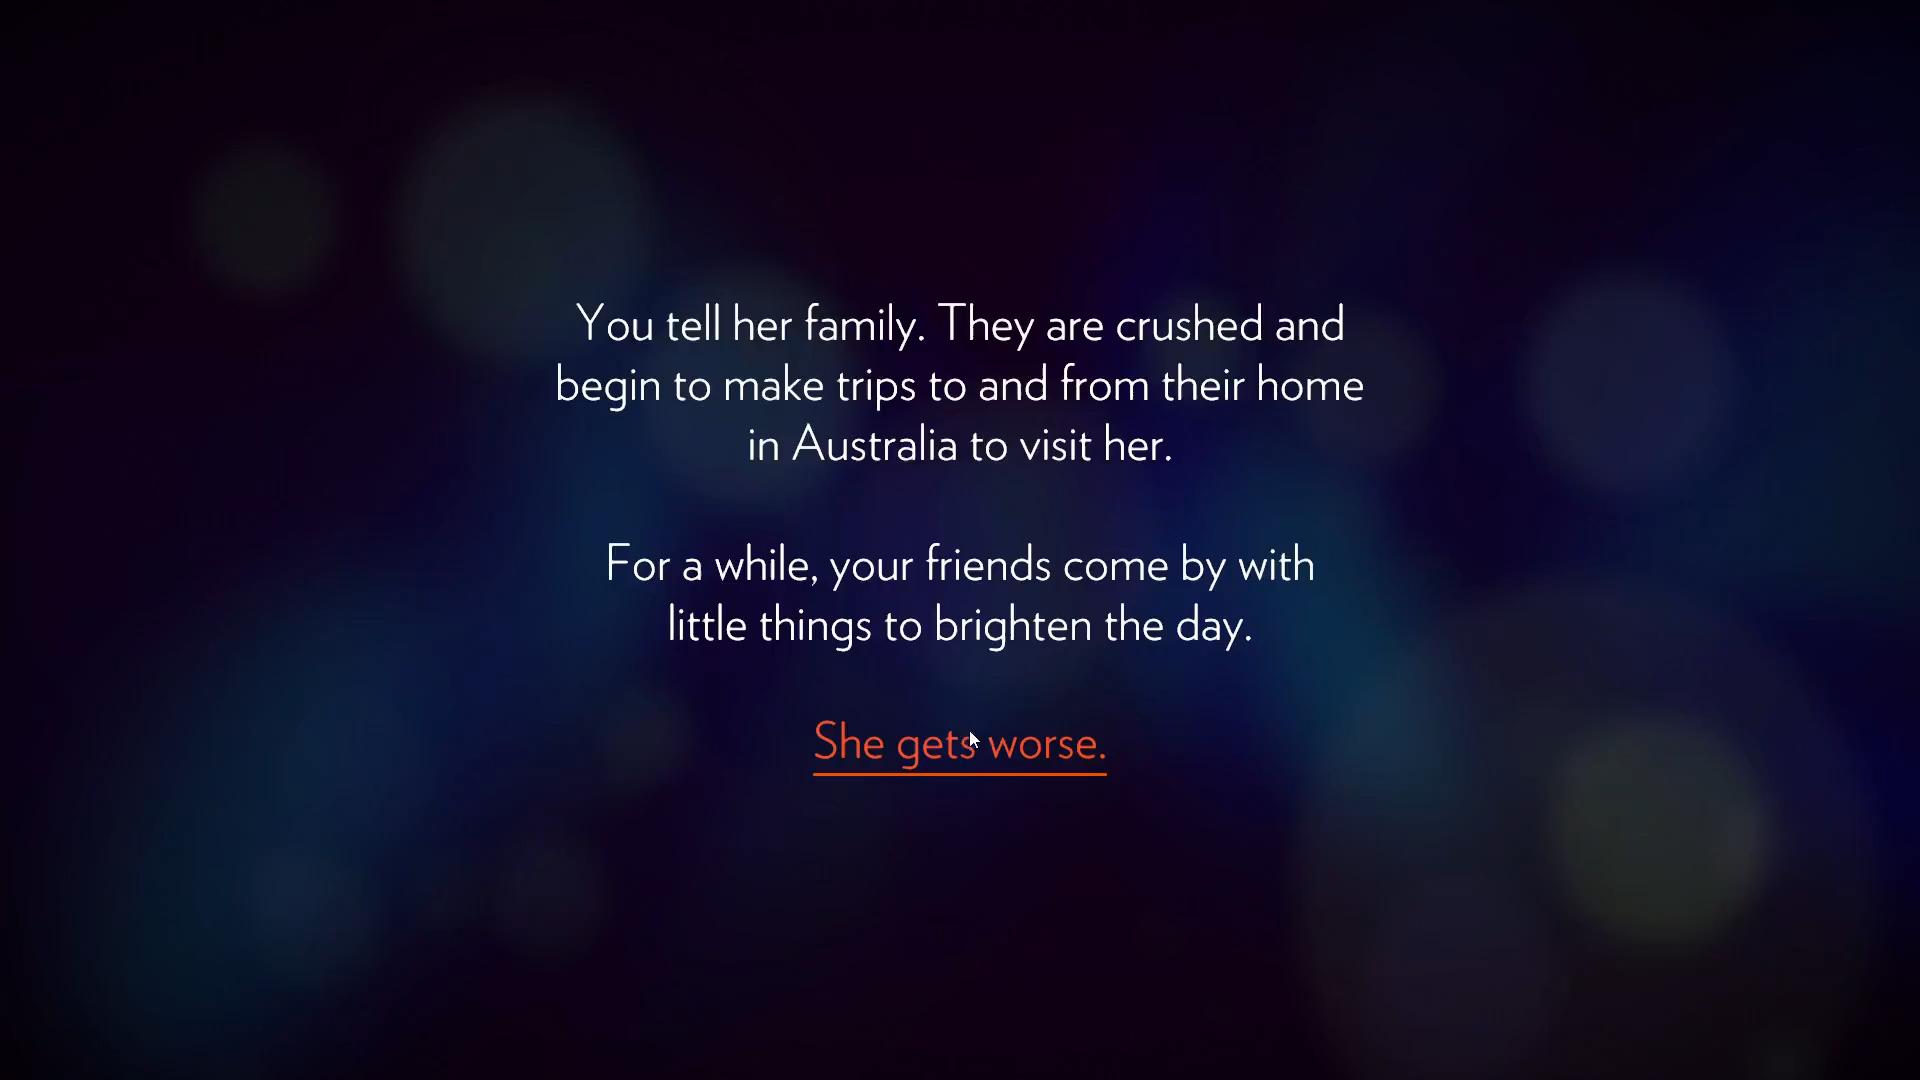 You tell her family. They are crushed and
begin to make trips to and from their home
in Australia to visit her.
For a while, your friends come by with
little things to brighten the day.
She gets worse.